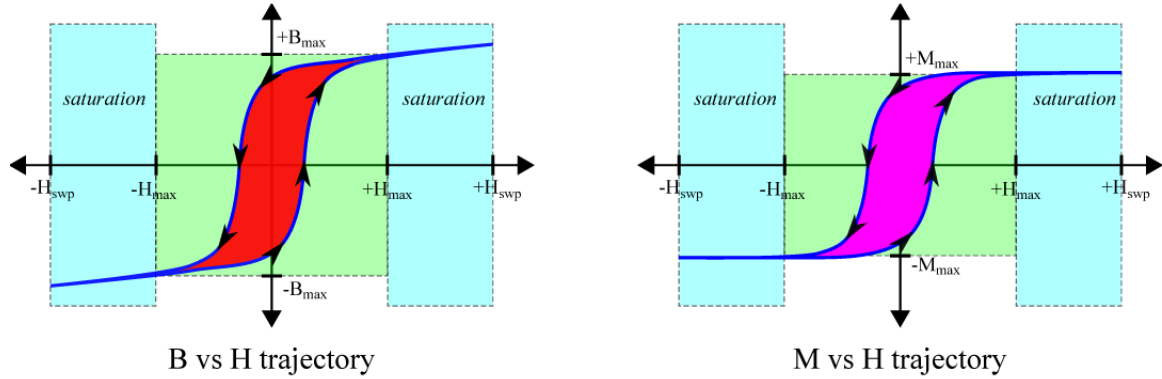 +Bmax
saturation
saturation
-Hswp
-Hmax
+Hmax
+Hswp
-Bmax
B vs H trajectory
+Mmax
saturation
saturation
-Hswp
-Hmax
+Hmax
+Hswp
-Mmax
M vs H trajectory